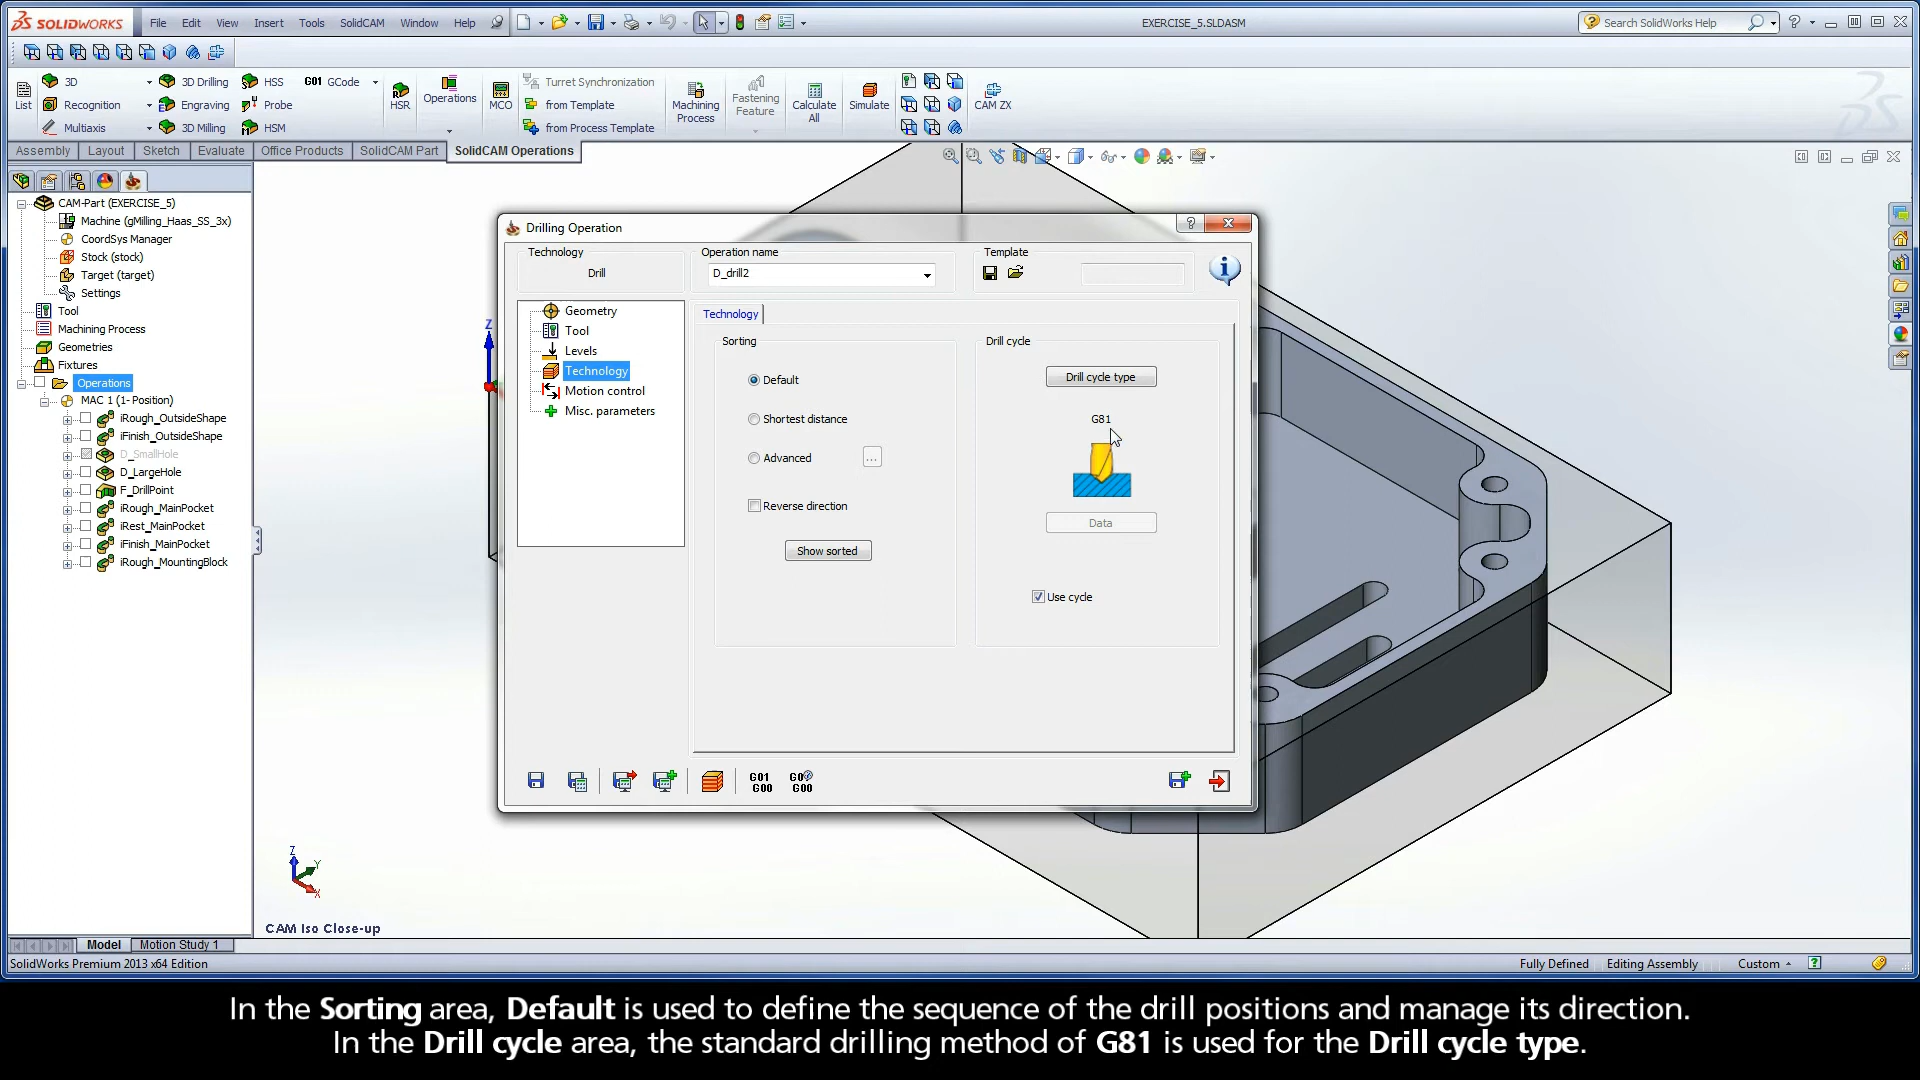 SOLIDWORKS File Edit View Insert Tools SolidCAM Window Help EXERCISE_5.SLDASM Search SolidWorks Help
3D 3D Drilling HSS G01 GCode Turret Synchronization
List Recognition Engraving Probe HSR Operations MCO from Template Machining Process Fastening Feature Calculate All Simulate CAM ZX
Multiaxis 3D Milling HSM from Process Template
Assembly Layout Sketch Evaluate Office Products SolidCAM Part SolidCAM Operations
CAM-Part (EXERCISE_5)
Machine (gMilling_Haas_SS_3x)
CoordSys Manager
Stock (stock)
Target (target)
Settings
Tool
Machining Process
Geometries
Fixtures
Operations
MAC 1 (1- Position)
iRough_OutsideShape
iFinish_OutsideShape
D_SmallHole
D_LargeHole
F_DrillPoint
iRough_MainPocket
iRest_MainPocket
iFinish_MainPocket
iRough_MountingBlock
Z
Drilling Operation
Technology Operation name Template
Drill D_drill2
Geometry
Tool
Levels
Technology
Motion control
Misc. parameters
Technology
Sorting
Default
Shortest distance
Advanced ...
Reverse direction
Show sorted
Drill cycle
Drill cycle type
G81
Data
Use cycle
G01 G00
G00 G00
Z Y X
CAM Iso Close-up
Model Motion Study 1
SolidWorks Premium 2013 x64 Edition Fully Defined Editing Assembly Custom
In the Sorting area, Default is used to define the sequence of the drill positions and manage its direction.
In the Drill cycle area, the standard drilling method of G81 is used for the Drill cycle type.